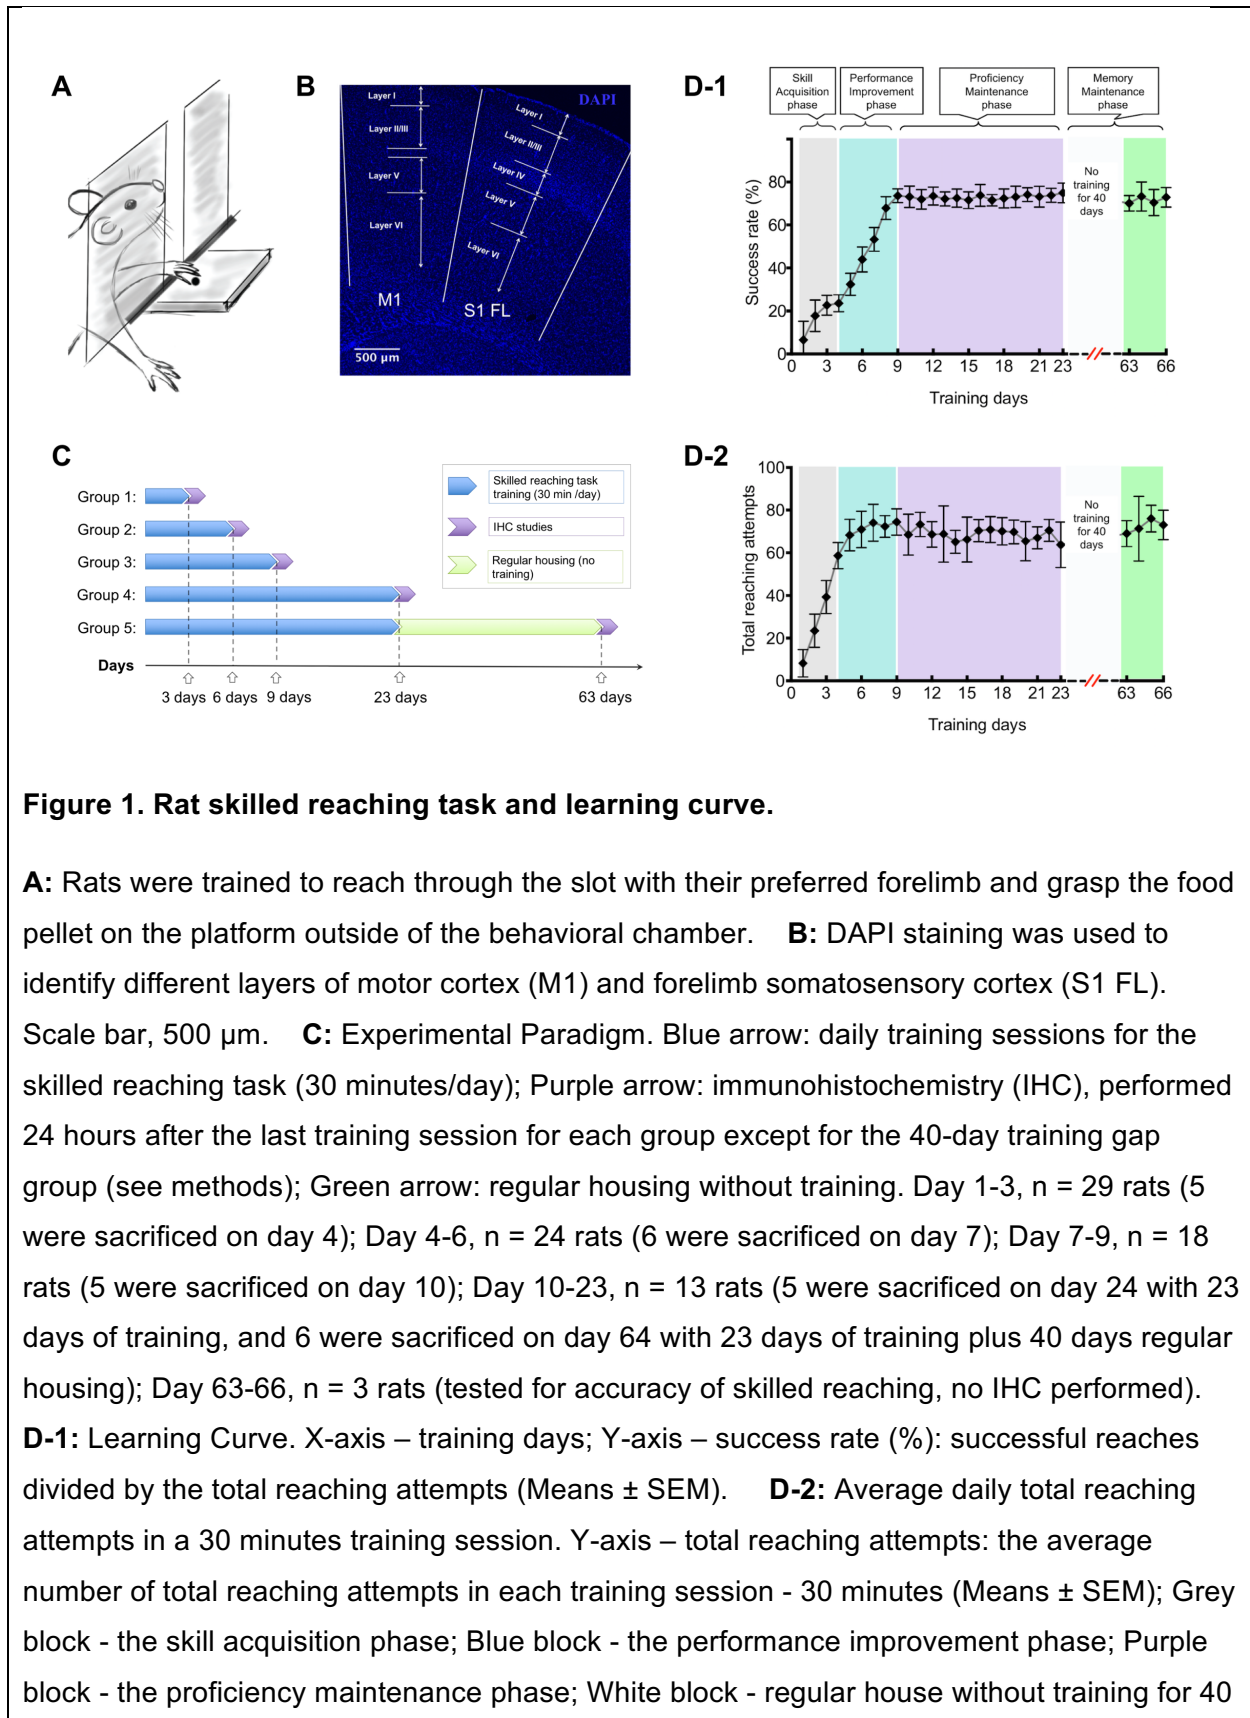 A
B
DAPI
Layer I
Layer II/III
Layer V
Layer VI
M1
Layer I
Layer II/III
Layer IV
Layer V
Layer VI
S1 FL
500 µm
C
Group 1:
Group 2:
Group 3:
Group 4:
Group 5:
Days
3 days
6 days
9 days
23 days
63 days
Skilled reaching task
training (30 min /day)
IHC studies
Regular housing (no
training)
D-1
Skill
Acquisition
phase
Performance
Improvement
phase
Proficiency
Maintenance
phase
Memory
Maintenance
phase
Success rate (%)
80
60
40
20
0
No
training
for 40
days
0 3 6 9 12 15 18 21 23 63 66
Training days
D-2
Total reaching attempts
100
80
60
40
20
0
No
training
for 40
days
0 3 6 9 12 15 18 21 23 63 66
Training days
Figure 1. Rat skilled reaching task and learning curve.
A: Rats were trained to reach through the slot with their preferred forelimb and grasp the food
pellet on the platform outside of the behavioral chamber. B: DAPI staining was used to
identify different layers of motor cortex (M1) and forelimb somatosensory cortex (S1 FL).
Scale bar, 500 µm. C: Experimental Paradigm. Blue arrow: daily training sessions for the
skilled reaching task (30 minutes/day); Purple arrow: immunohistochemistry (IHC), performed
24 hours after the last training session for each group except for the 40-day training gap
group (see methods); Green arrow: regular housing without training. Day 1-3, n = 29 rats (5
were sacrificed on day 4); Day 4-6, n = 24 rats (6 were sacrificed on day 7); Day 7-9, n = 18
rats (5 were sacrificed on day 10); Day 10-23, n = 13 rats (5 were sacrificed on day 24 with 23
days of training, and 6 were sacrificed on day 64 with 23 days of training plus 40 days regular
housing); Day 63-66, n = 3 rats (tested for accuracy of skilled reaching, no IHC performed).
D-1: Learning Curve. X-axis – training days; Y-axis – success rate (%): successful reaches
divided by the total reaching attempts (Means ± SEM). D-2: Average daily total reaching
attempts in a 30 minutes training session. Y-axis – total reaching attempts: the average
number of total reaching attempts in each training session - 30 minutes (Means ± SEM); Grey
block - the skill acquisition phase; Blue block - the performance improvement phase; Purple
block - the proficiency maintenance phase; White block - regular house without training for 40